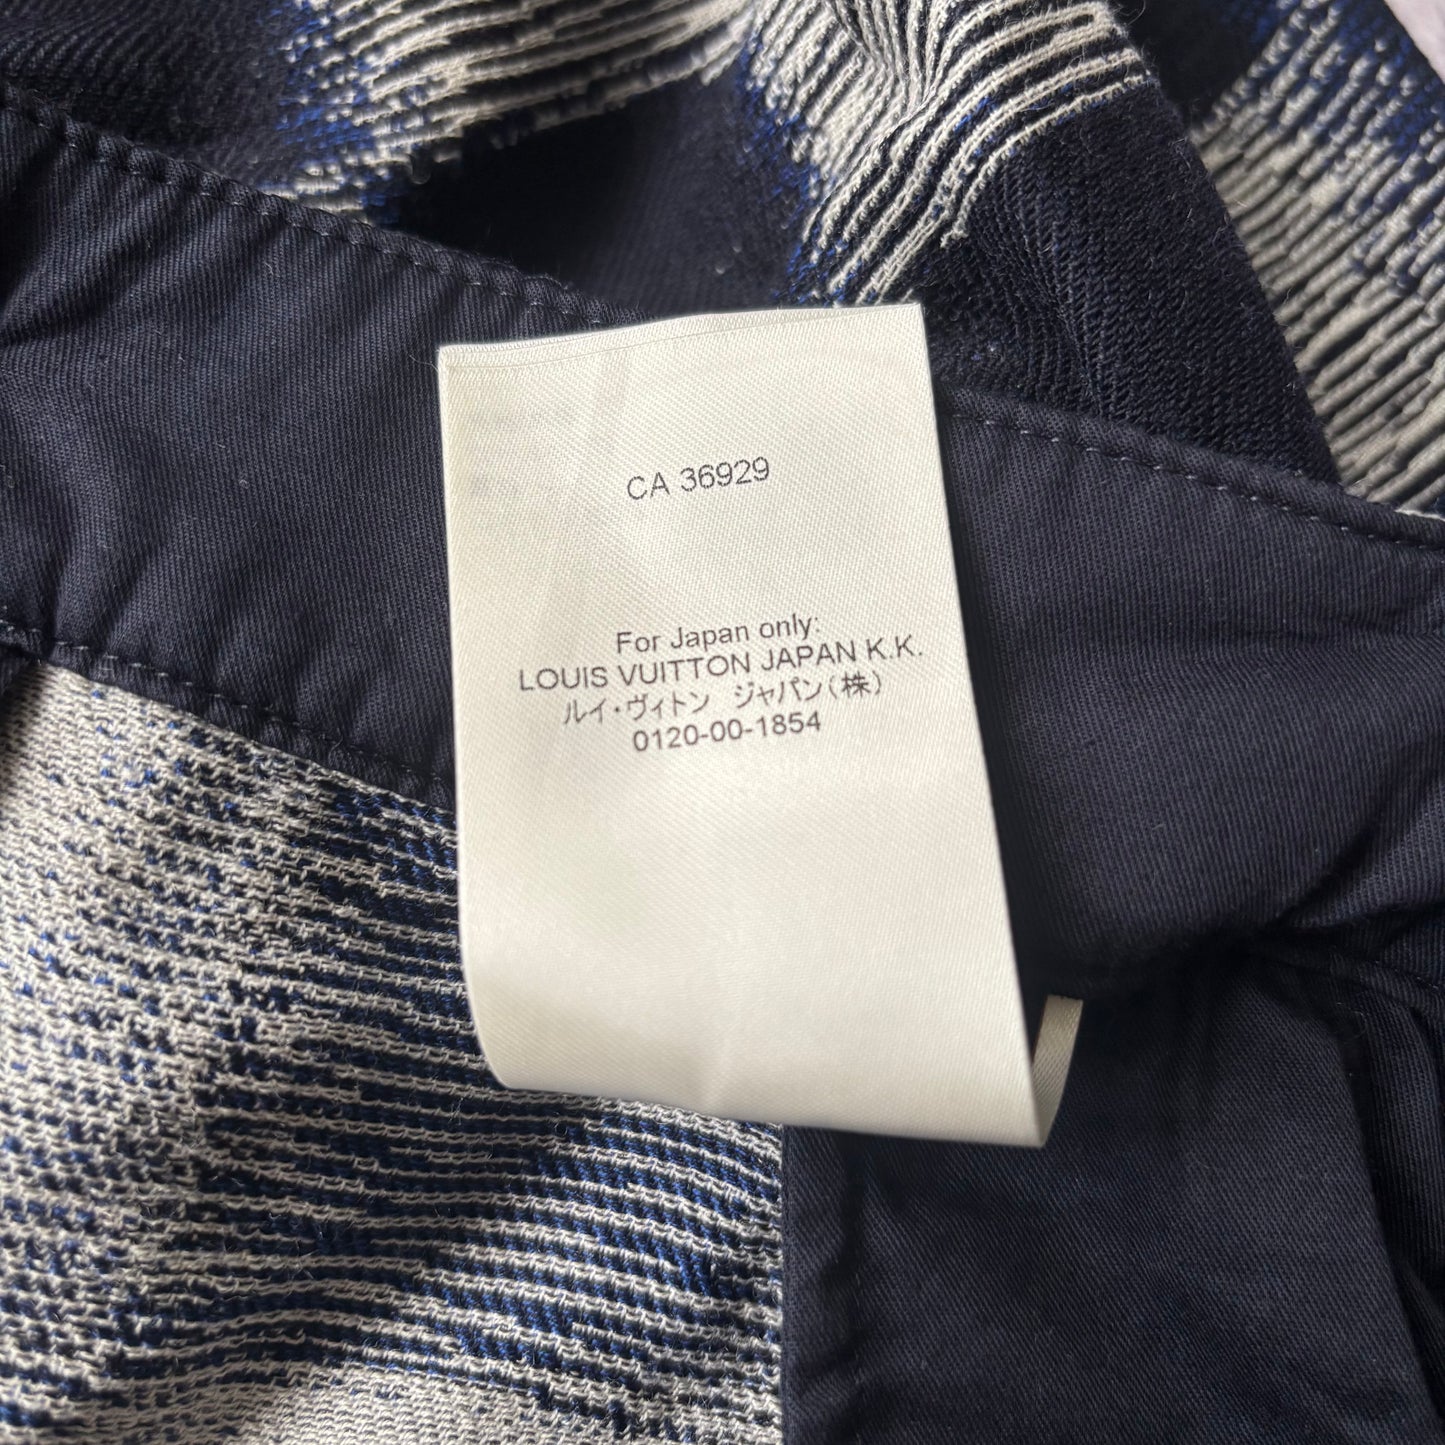 CA 36929
For Japan only:
LOUIS VUITTON JAPAN K.K.
ルイ・ヴィトン ジャパン(株)
0120-00-1854